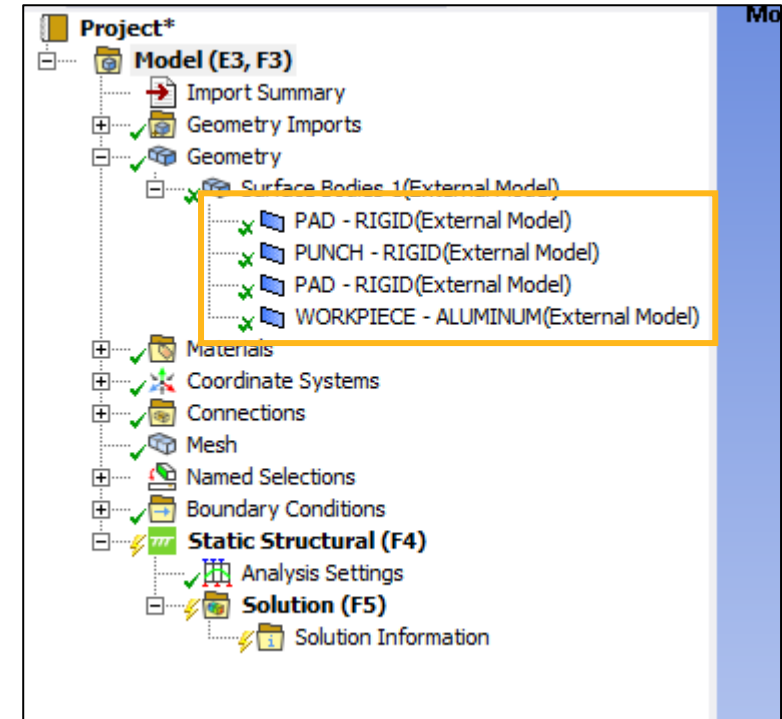 Project*
Mo
Model (E3, F3)
Import Summary
Geometry Imports
Geometry
Surface Bodies 1(External Model)
PAD - RIGID(External Model)
PUNCH - RIGID(External Model)
PAD - RIGID(External Model)
WORKPIECE - ALUMINUM(External Model)
Materials
Coordinate Systems
Connections
Mesh
Named Selections
Boundary Conditions
Static Structural (F4)
Analysis Settings
Solution (F5)
Solution Information